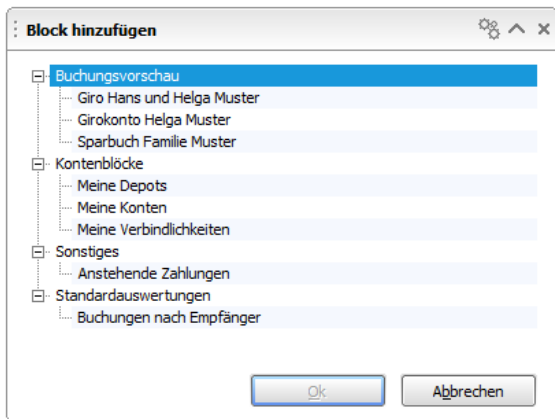 Block hinzufügen
Buchungsvorschau
Giro Hans und Helga Muster
Girokonto Helga Muster
Sparbuch Familie Muster
Kontenblöcke
Meine Depots
Meine Konten
Meine Verbindlichkeiten
Sonstiges
Anstehende Zahlungen
Standardauswertungen
Buchungen nach Empfänger
Ok Abbrechen